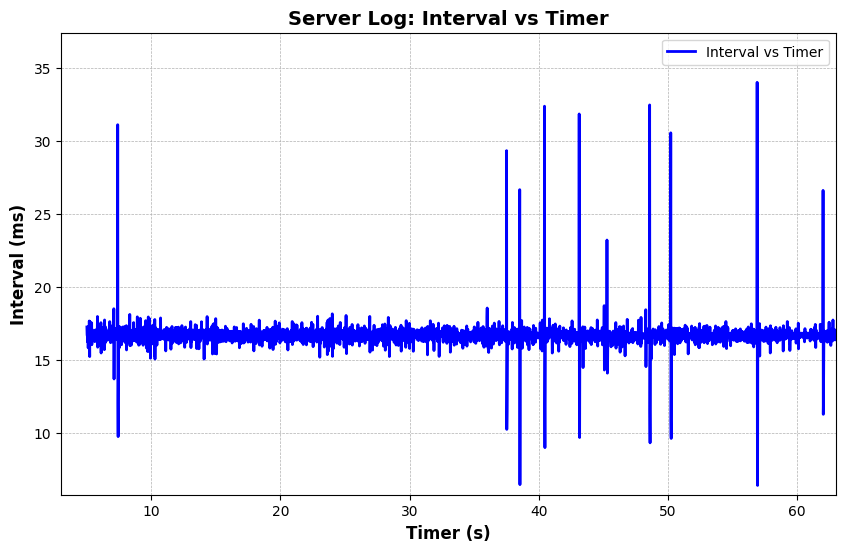 Server Log: Interval vs Timer
Interval vs Timer
35
30
25
20
15
10
Interval (ms)
10 20 30 40 50 60
Timer (s)